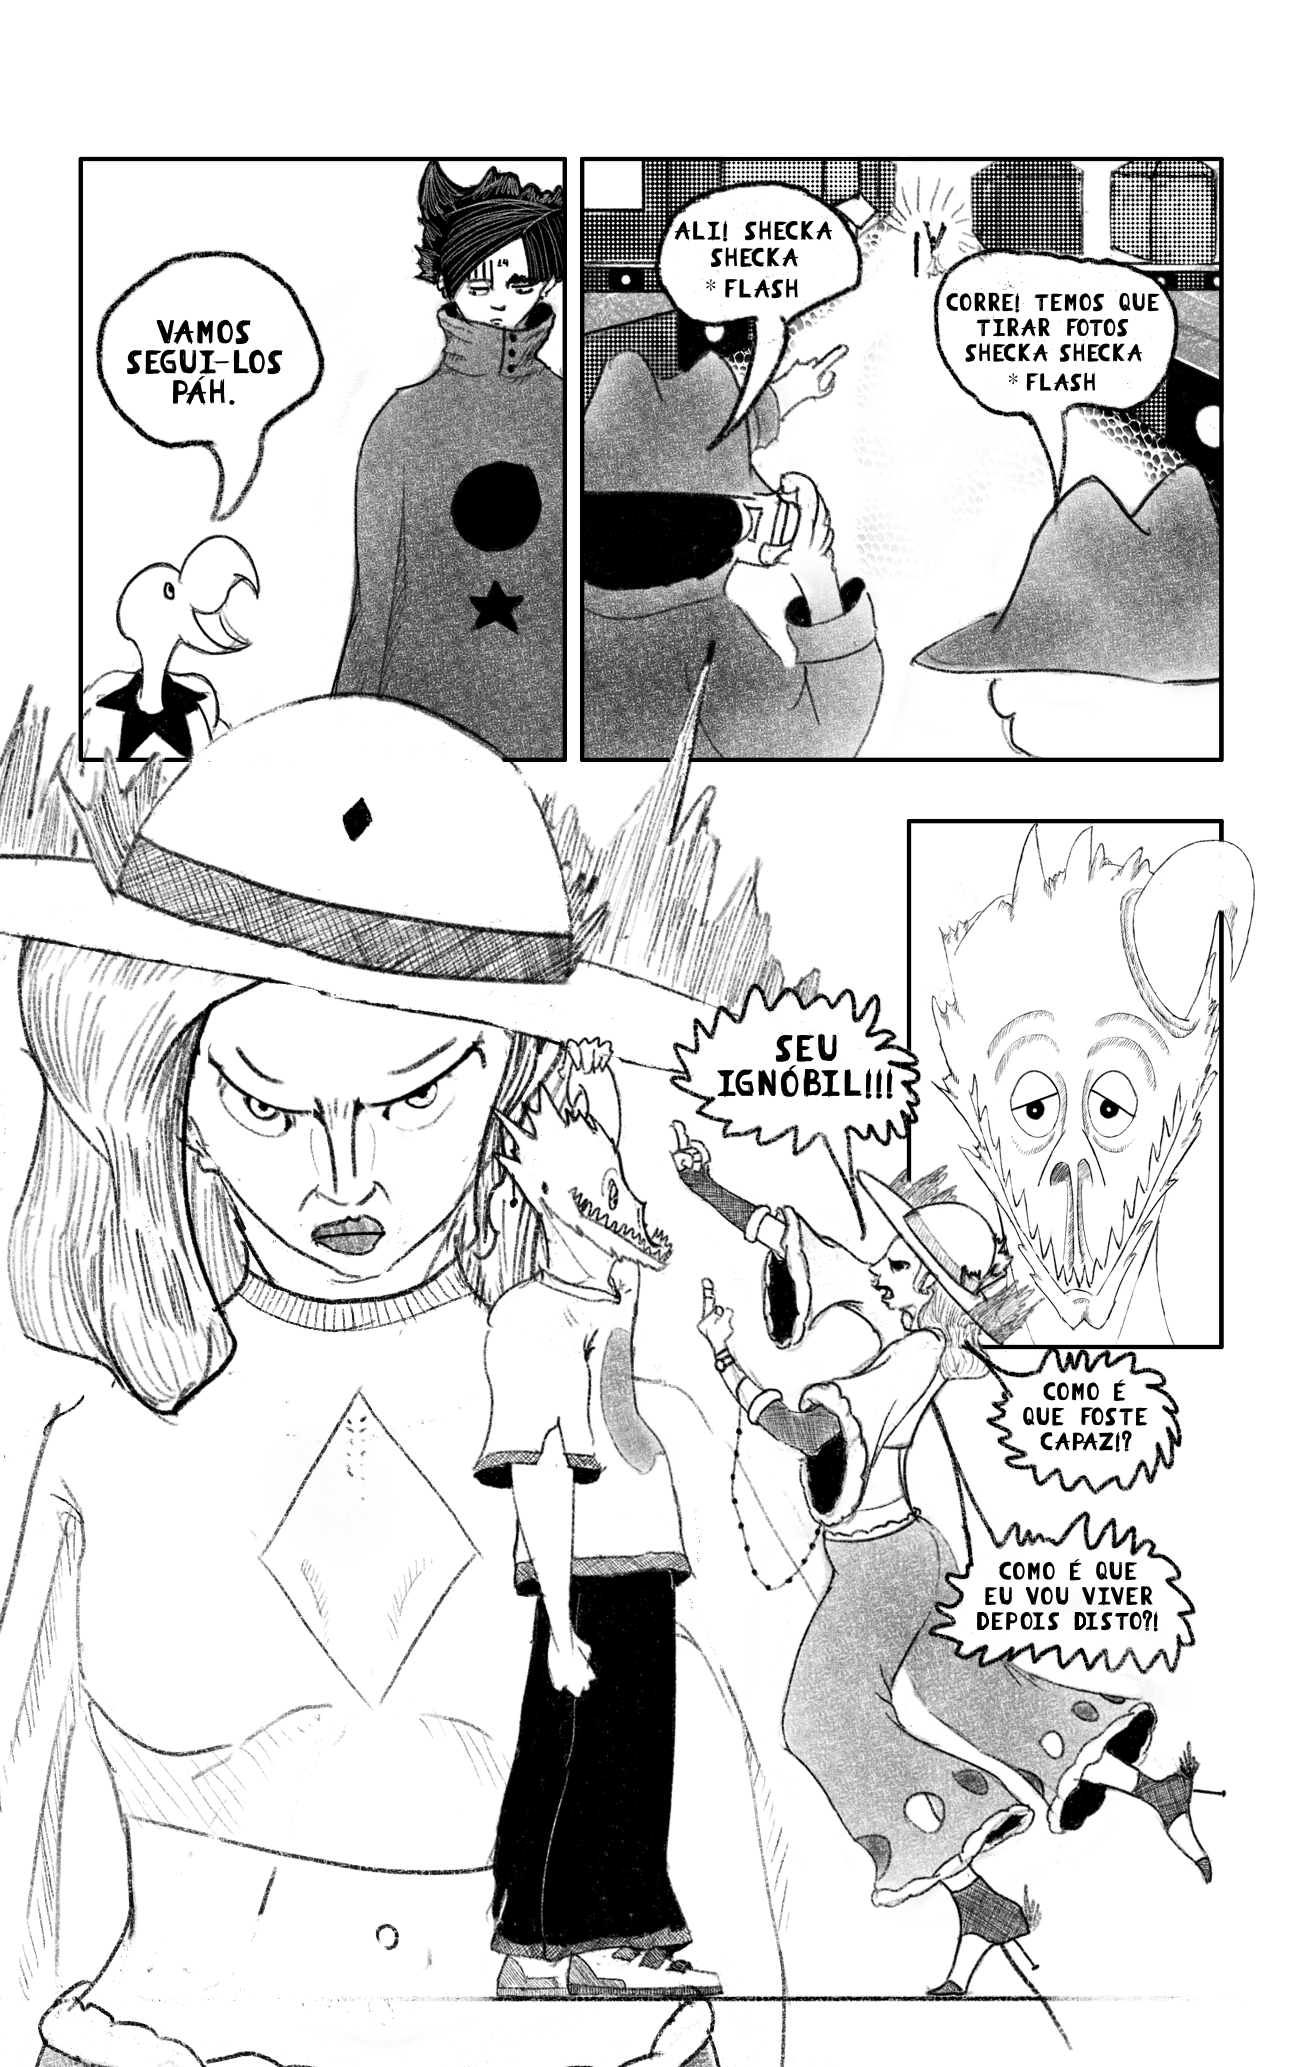 VAMOS
SEGUI-LOS
PÁH.
ALI! SHECKA
SHECKA
* FLASH
CORRE! TEMOS QUE
TIRAR FOTOS
SHECKA SHECKA
* FLASH
SEU
IGNÓBIL!!!
COMO É
QUE FOSTE
CAPAZ!?
COMO É QUE
EU VOU VIVER
DEPOIS DISTO?!